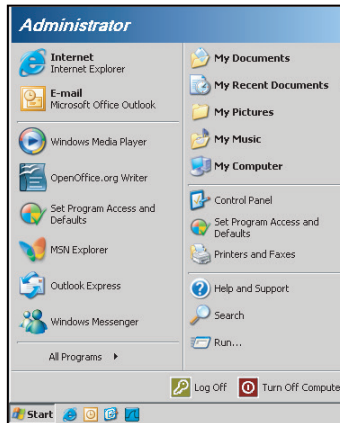 Administrator
Internet
Internet Explorer
E-mail
Microsoft Office Outlook
Windows Media Player
OpenOffice.org Writer
Set Program Access and
Defaults
MSN Explorer
Outlook Express
Windows Messenger
All Programs
My Documents
My Recent Documents
My Pictures
My Music
My Computer
Control Panel
Set Program Access and
Defaults
Printers and Faxes
Help and Support
Search
Run...
Log Off
Turn Off Compute
Start